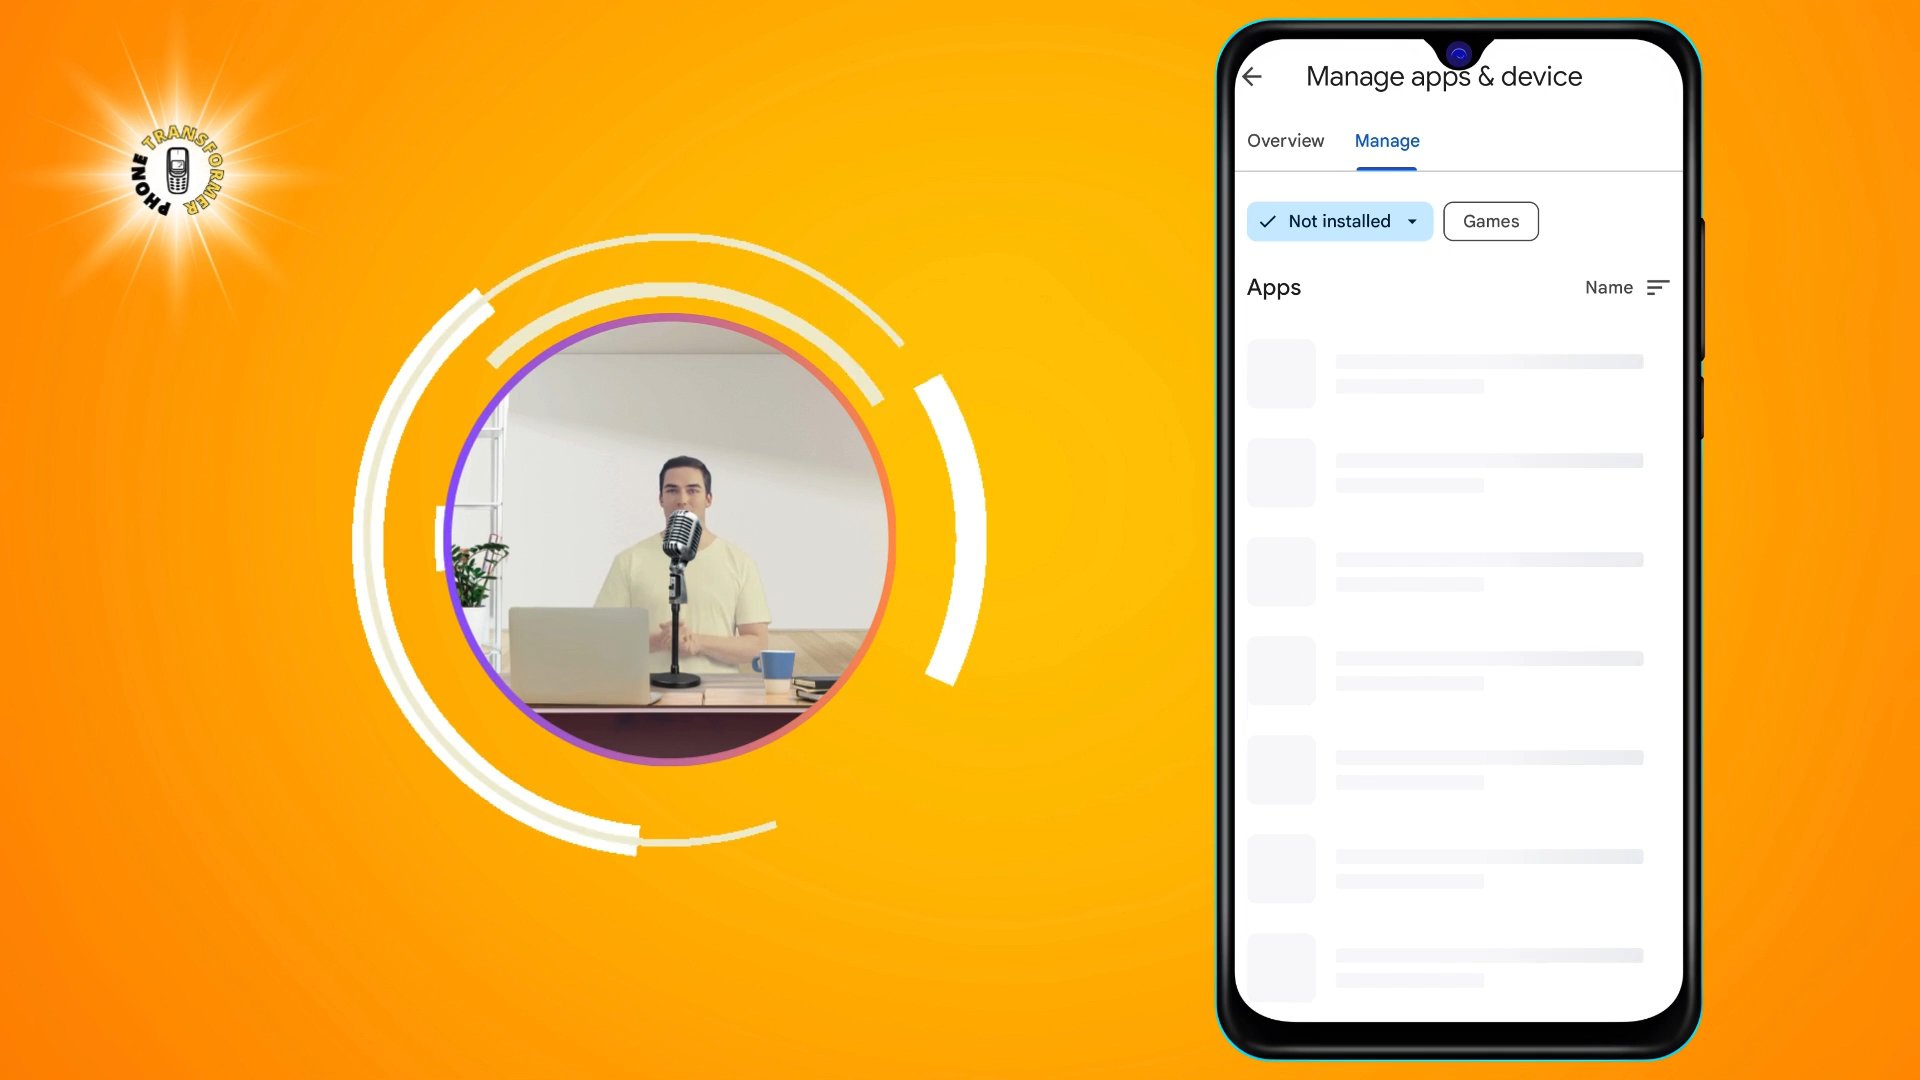 PHONE TRANSFORMER
Manage apps & device
Overview Manage
Not installed Games
Apps Name